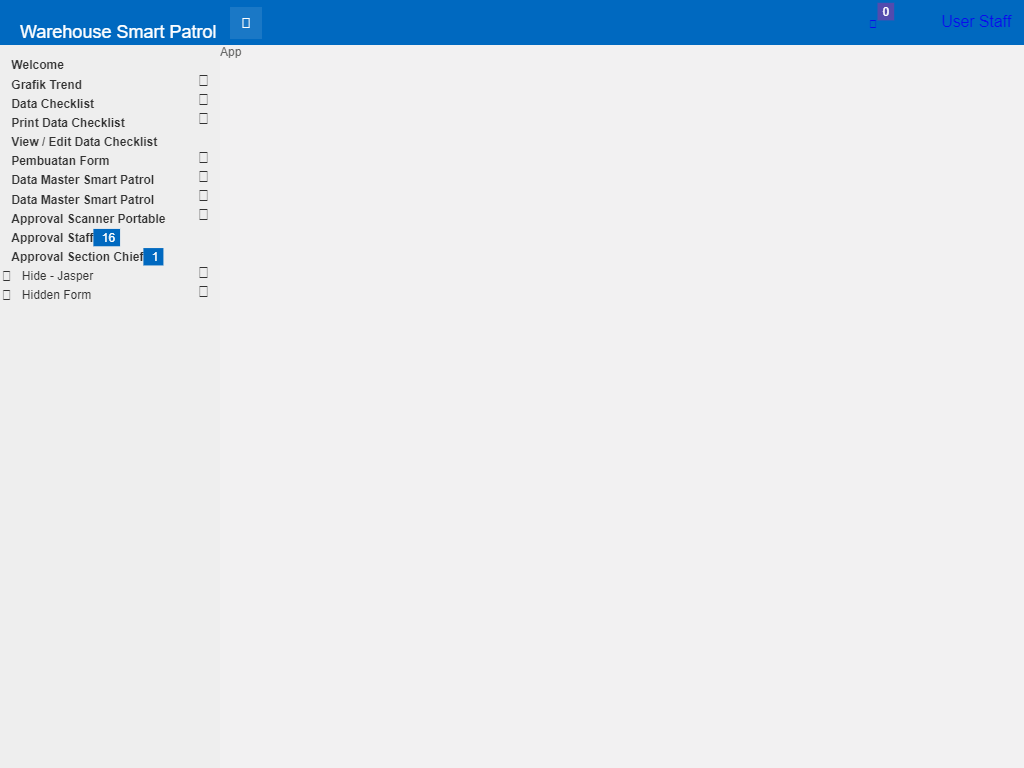 Warehouse Smart Patrol
0
User Staff
App
Welcome
Grafik Trend
Data Checklist
Print Data Checklist
View / Edit Data Checklist
Pembuatan Form
Data Master Smart Patrol
Data Master Smart Patrol
Approval Scanner Portable
Approval Staff 16
Approval Section Chief 1
Hide - Jasper
Hidden Form